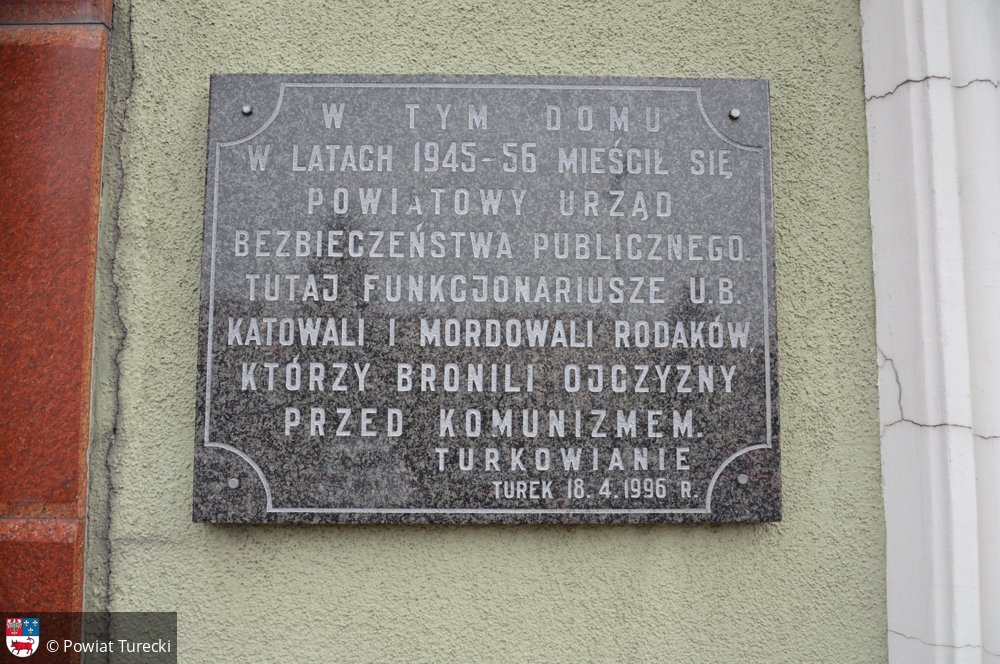 W TYM DOMU
W LATACH 1945-56 MIEŚCIŁ SIĘ
POWIATOWY URZĄD
BEZBIECZEŃSTWA PUBLICZNEGO.
TUTAJ FUNKCJONARIUSZE U.B.
KATOWALI I MORDOWALI RODAKÓW,
KTÓRZY BRONILI OJCZYZNY
PRZED KOMUNIZMEM.
TURKOWIANIE
TUREK 18.4.1996 R.
© Powiat Turecki